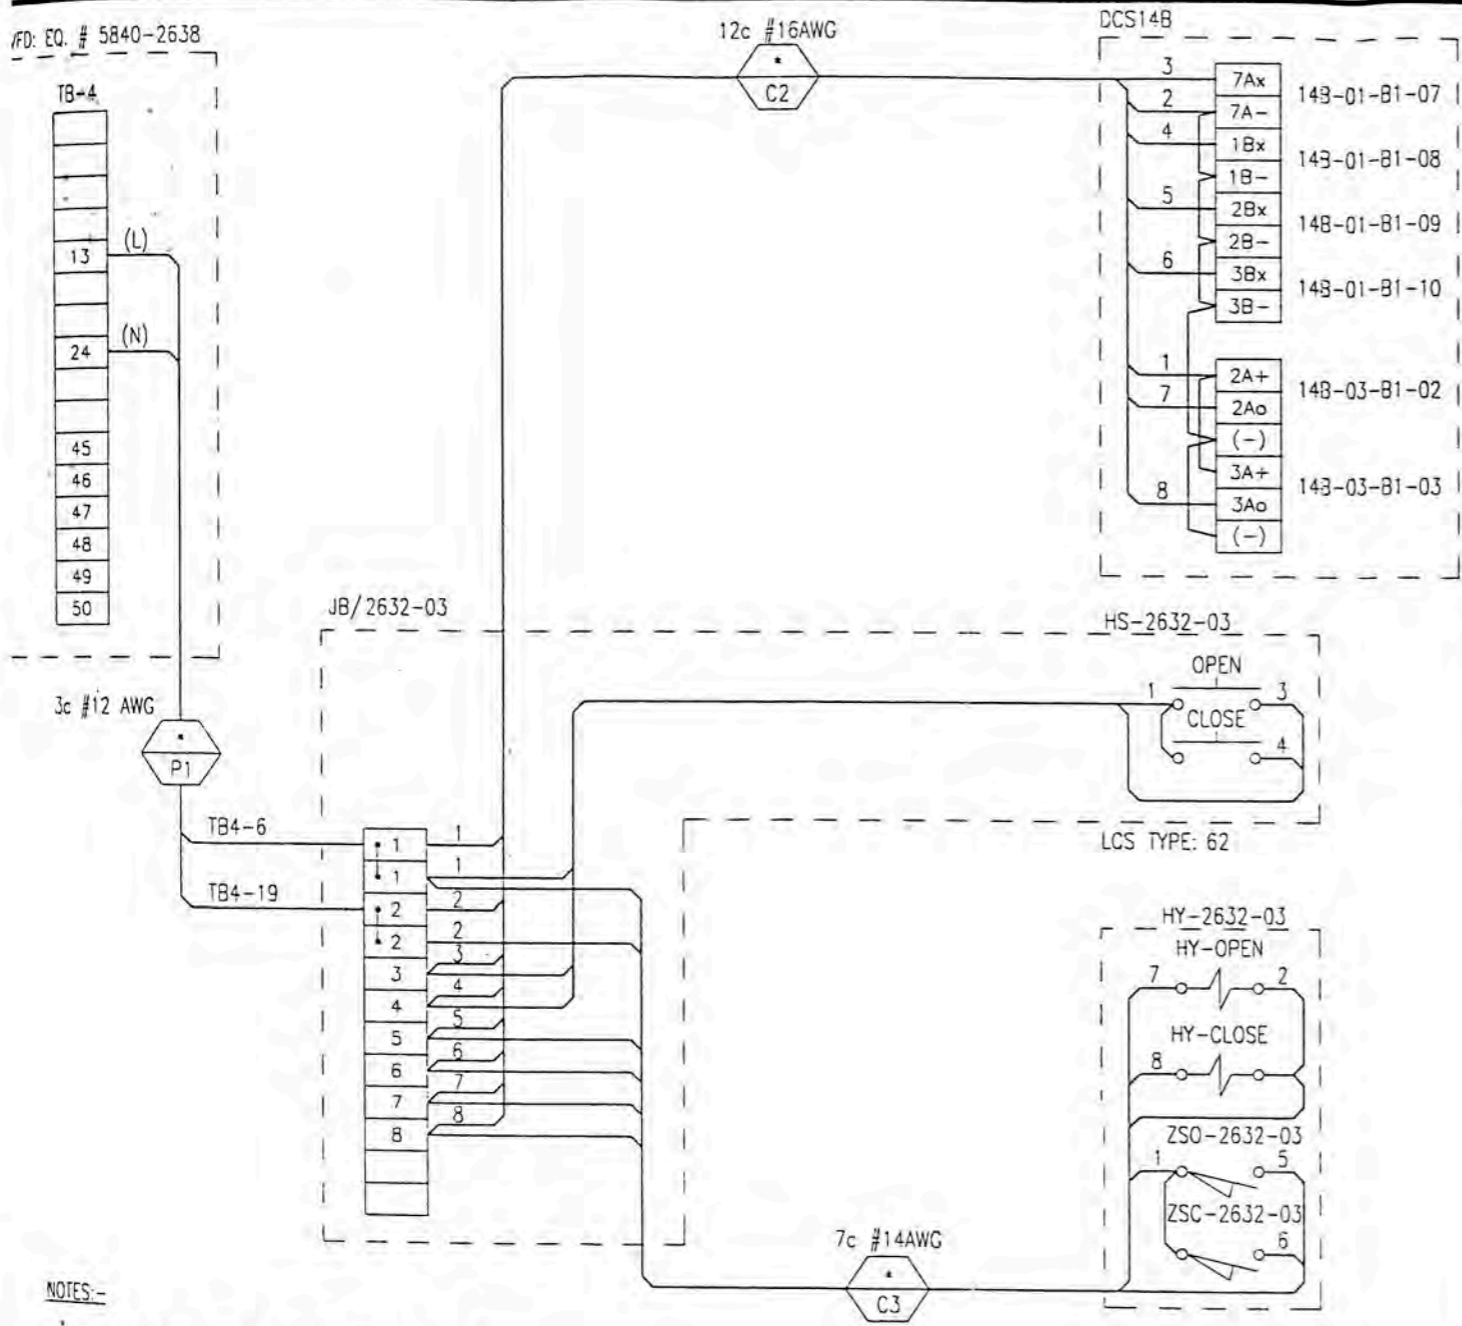 /FD: EQ. # 5840-2638
TB-4
13
(L)
24
(N)
45
46
47
48
49
50
3c #12 AWG
*
P1
TB4-6
TB4-19
12c #16AWG
*
C2
DCS14B
3
7Ax
14B-01-B1-07
2
7A-
4
1Bx
14B-01-B1-08
1B-
5
2Bx
14B-01-B1-09
2B-
6
3Bx
14B-01-B1-10
3B-
1
2A+
14B-03-B1-02
7
2Ao
(-)
3A+
14B-03-B1-03
8
3Ao
(-)
JB/2632-03
1 1
1 1
2 2
2 2
3 3
4 4
5 5
6 6
7 7
8 8
HS-2632-03
OPEN
1 3
CLOSE
4
LCS TYPE: 62
HY-2632-03
HY-OPEN
7 2
HY-CLOSE
8
ZSO-2632-03
1 5
ZSC-2632-03
6
7c #14AWG
*
C3
NOTES:-